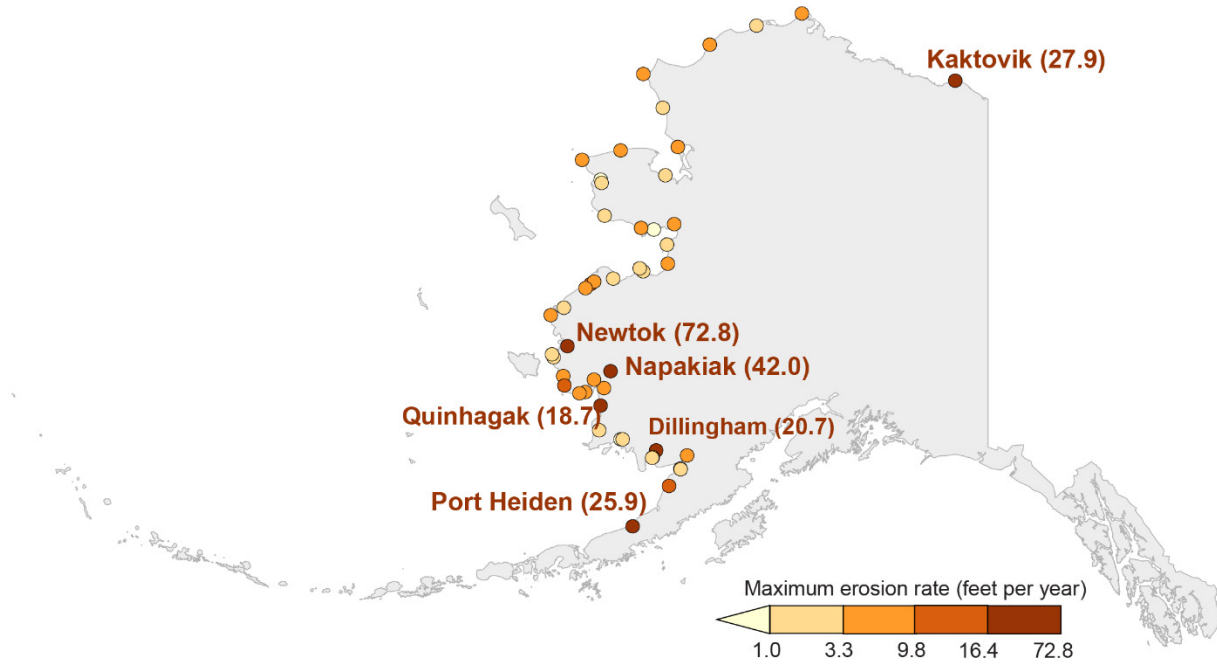 Kaktovik (27.9)
Newtok (72.8)
Napakiak (42.0)
Quinhagak (18.7)
Dillingham (20.7)
Port Heiden (25.9)
Maximum erosion rate (feet per year)
1.0 3.3 9.8 16.4 72.8